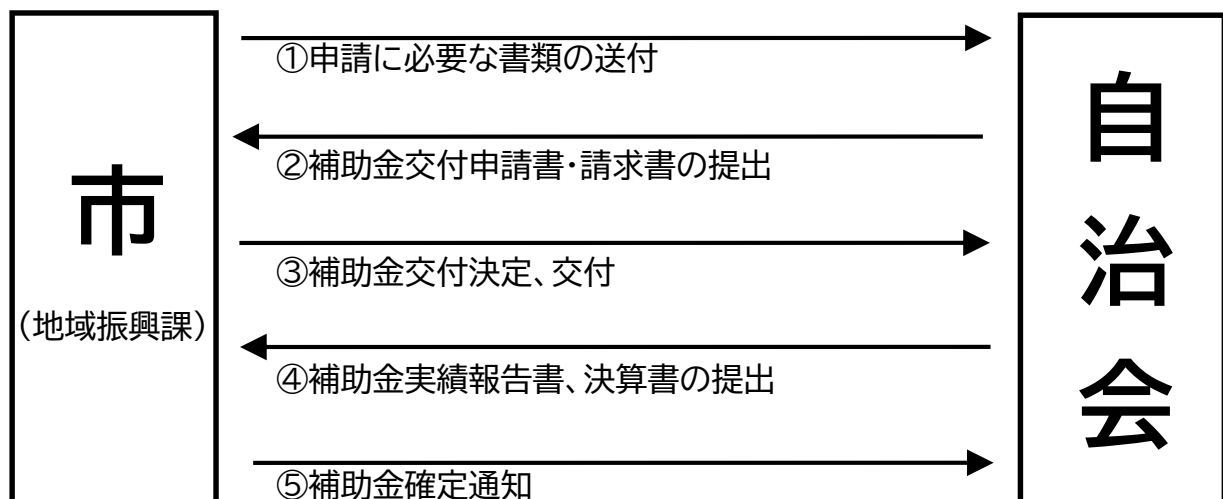 市
(地域振興課)
①申請に必要な書類の送付
②補助金交付申請書・請求書の提出
③補助金交付決定、交付
④補助金実績報告書、決算書の提出
⑤補助金確定通知
自治会